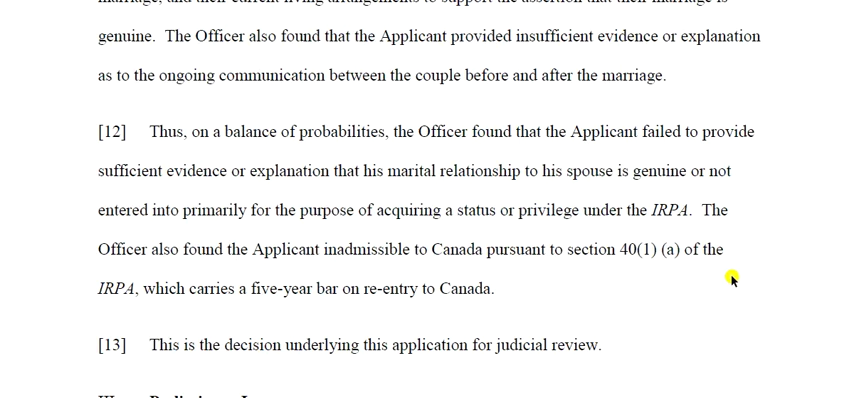 genuine.  The Officer also found that the Applicant provided insufficient evidence or explanation
as to the ongoing communication between the couple before and after the marriage.
[12]    Thus, on a balance of probabilities, the Officer found that the Applicant failed to provide
sufficient evidence or explanation that his marital relationship to his spouse is genuine or not
entered into primarily for the purpose of acquiring a status or privilege under the IRPA.  The
Officer also found the Applicant inadmissible to Canada pursuant to section 40(1) (a) of the
IRPA, which carries a five-year bar on re-entry to Canada.
[13]    This is the decision underlying this application for judicial review.